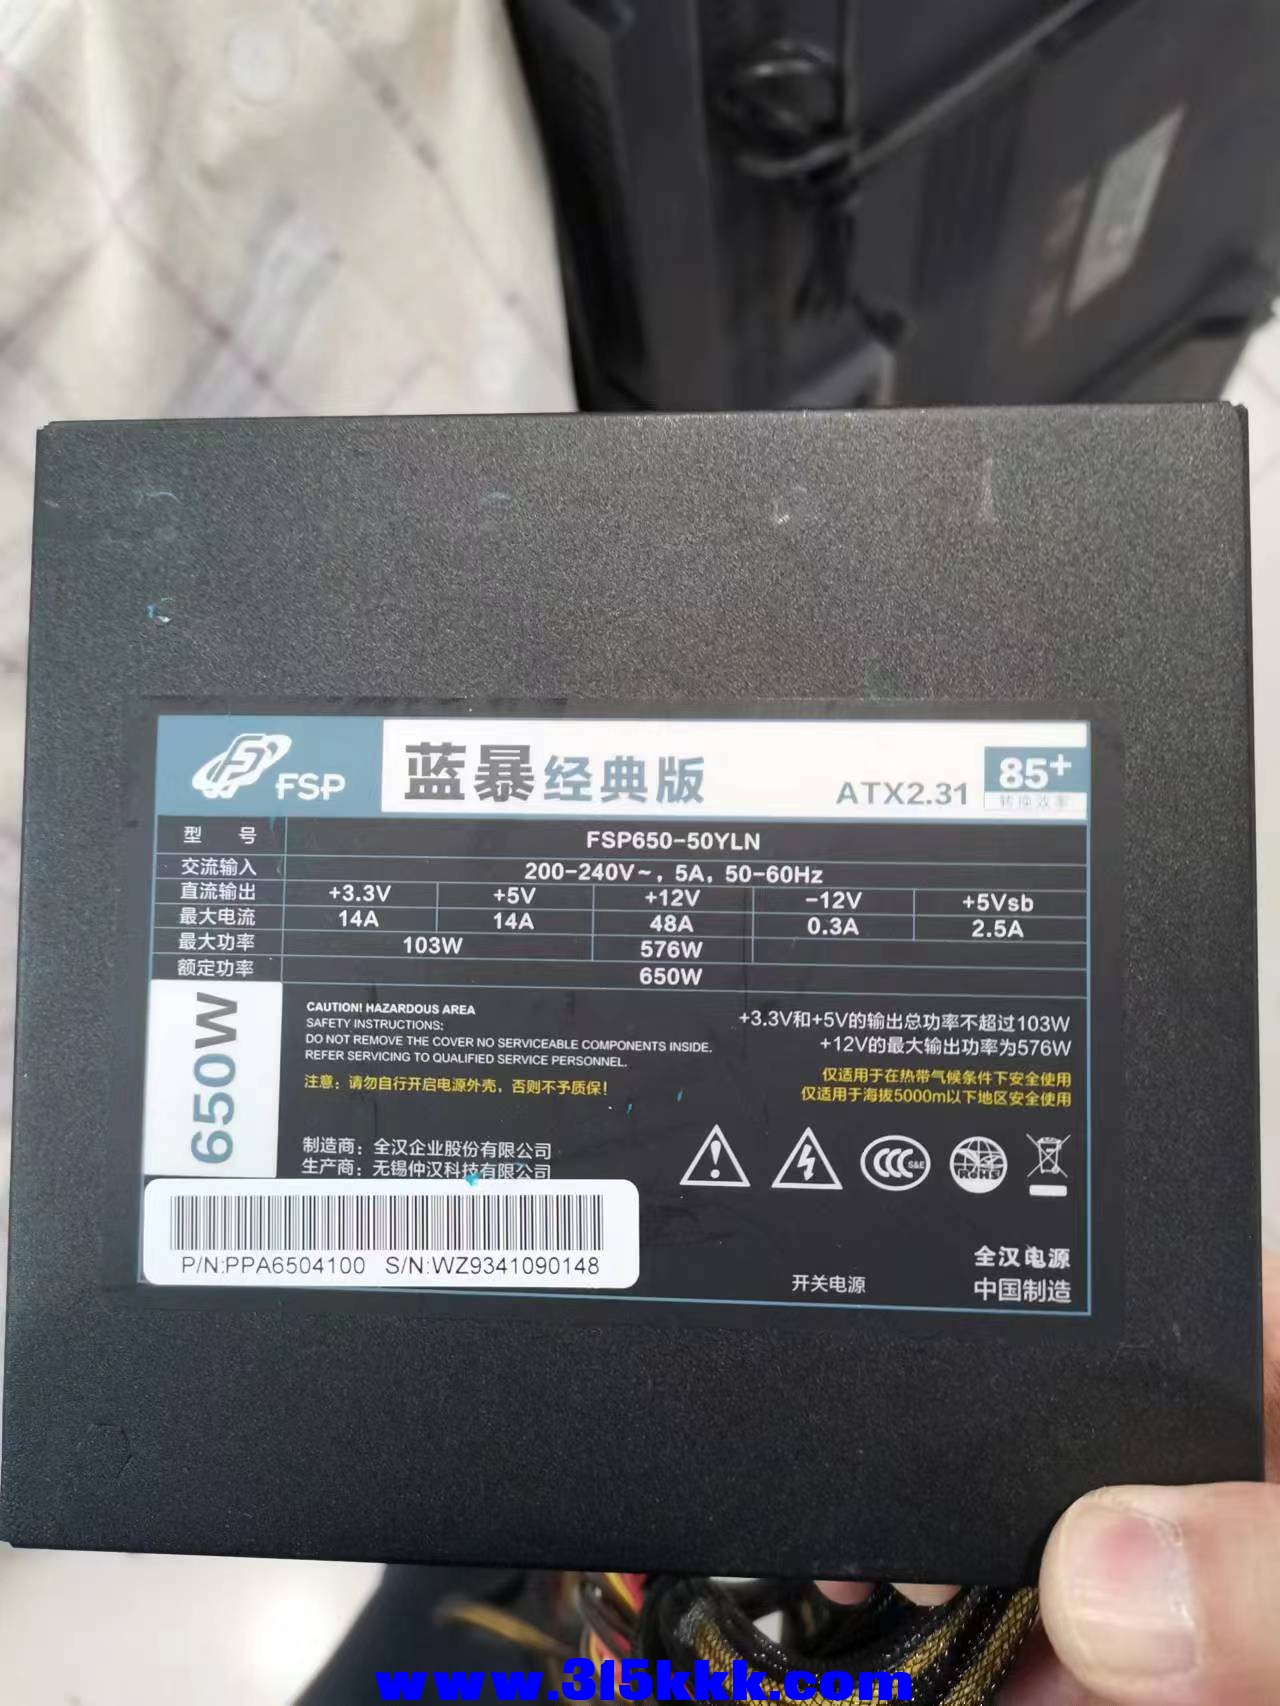 FSP
蓝暴经典版
ATX2.31
85+
转换效率
型 号 FSP650-50YLN
交流输入 200-240V~, 5A, 50-60Hz
直流输出 +3.3V +5V +12V -12V +5Vsb
最大电流 14A 14A 48A 0.3A 2.5A
最大功率 103W 576W
额定功率 650W
650W
CAUTION! HAZARDOUS AREA
SAFETY INSTRUCTIONS:
DO NOT REMOVE THE COVER NO SERVICEABLE COMPONENTS INSIDE.
REFER SERVICING TO QUALIFIED SERVICE PERSONNEL.
注意：请勿自行开启电源外壳，否则不予质保！
+3.3V和+5V的输出总功率不超过103W
+12V的最大输出功率为576W
仅适用于在热带气候条件下安全使用
仅适用于海拔5000m以下地区安全使用
制造商：全汉企业股份有限公司
生产商：无锡仲汉科技有限公司
CCC S&E
RoHS
P/N:PPA6504100 S/N:WZ9341090148
开关电源
全汉电源
中国制造
www.315kkk.com